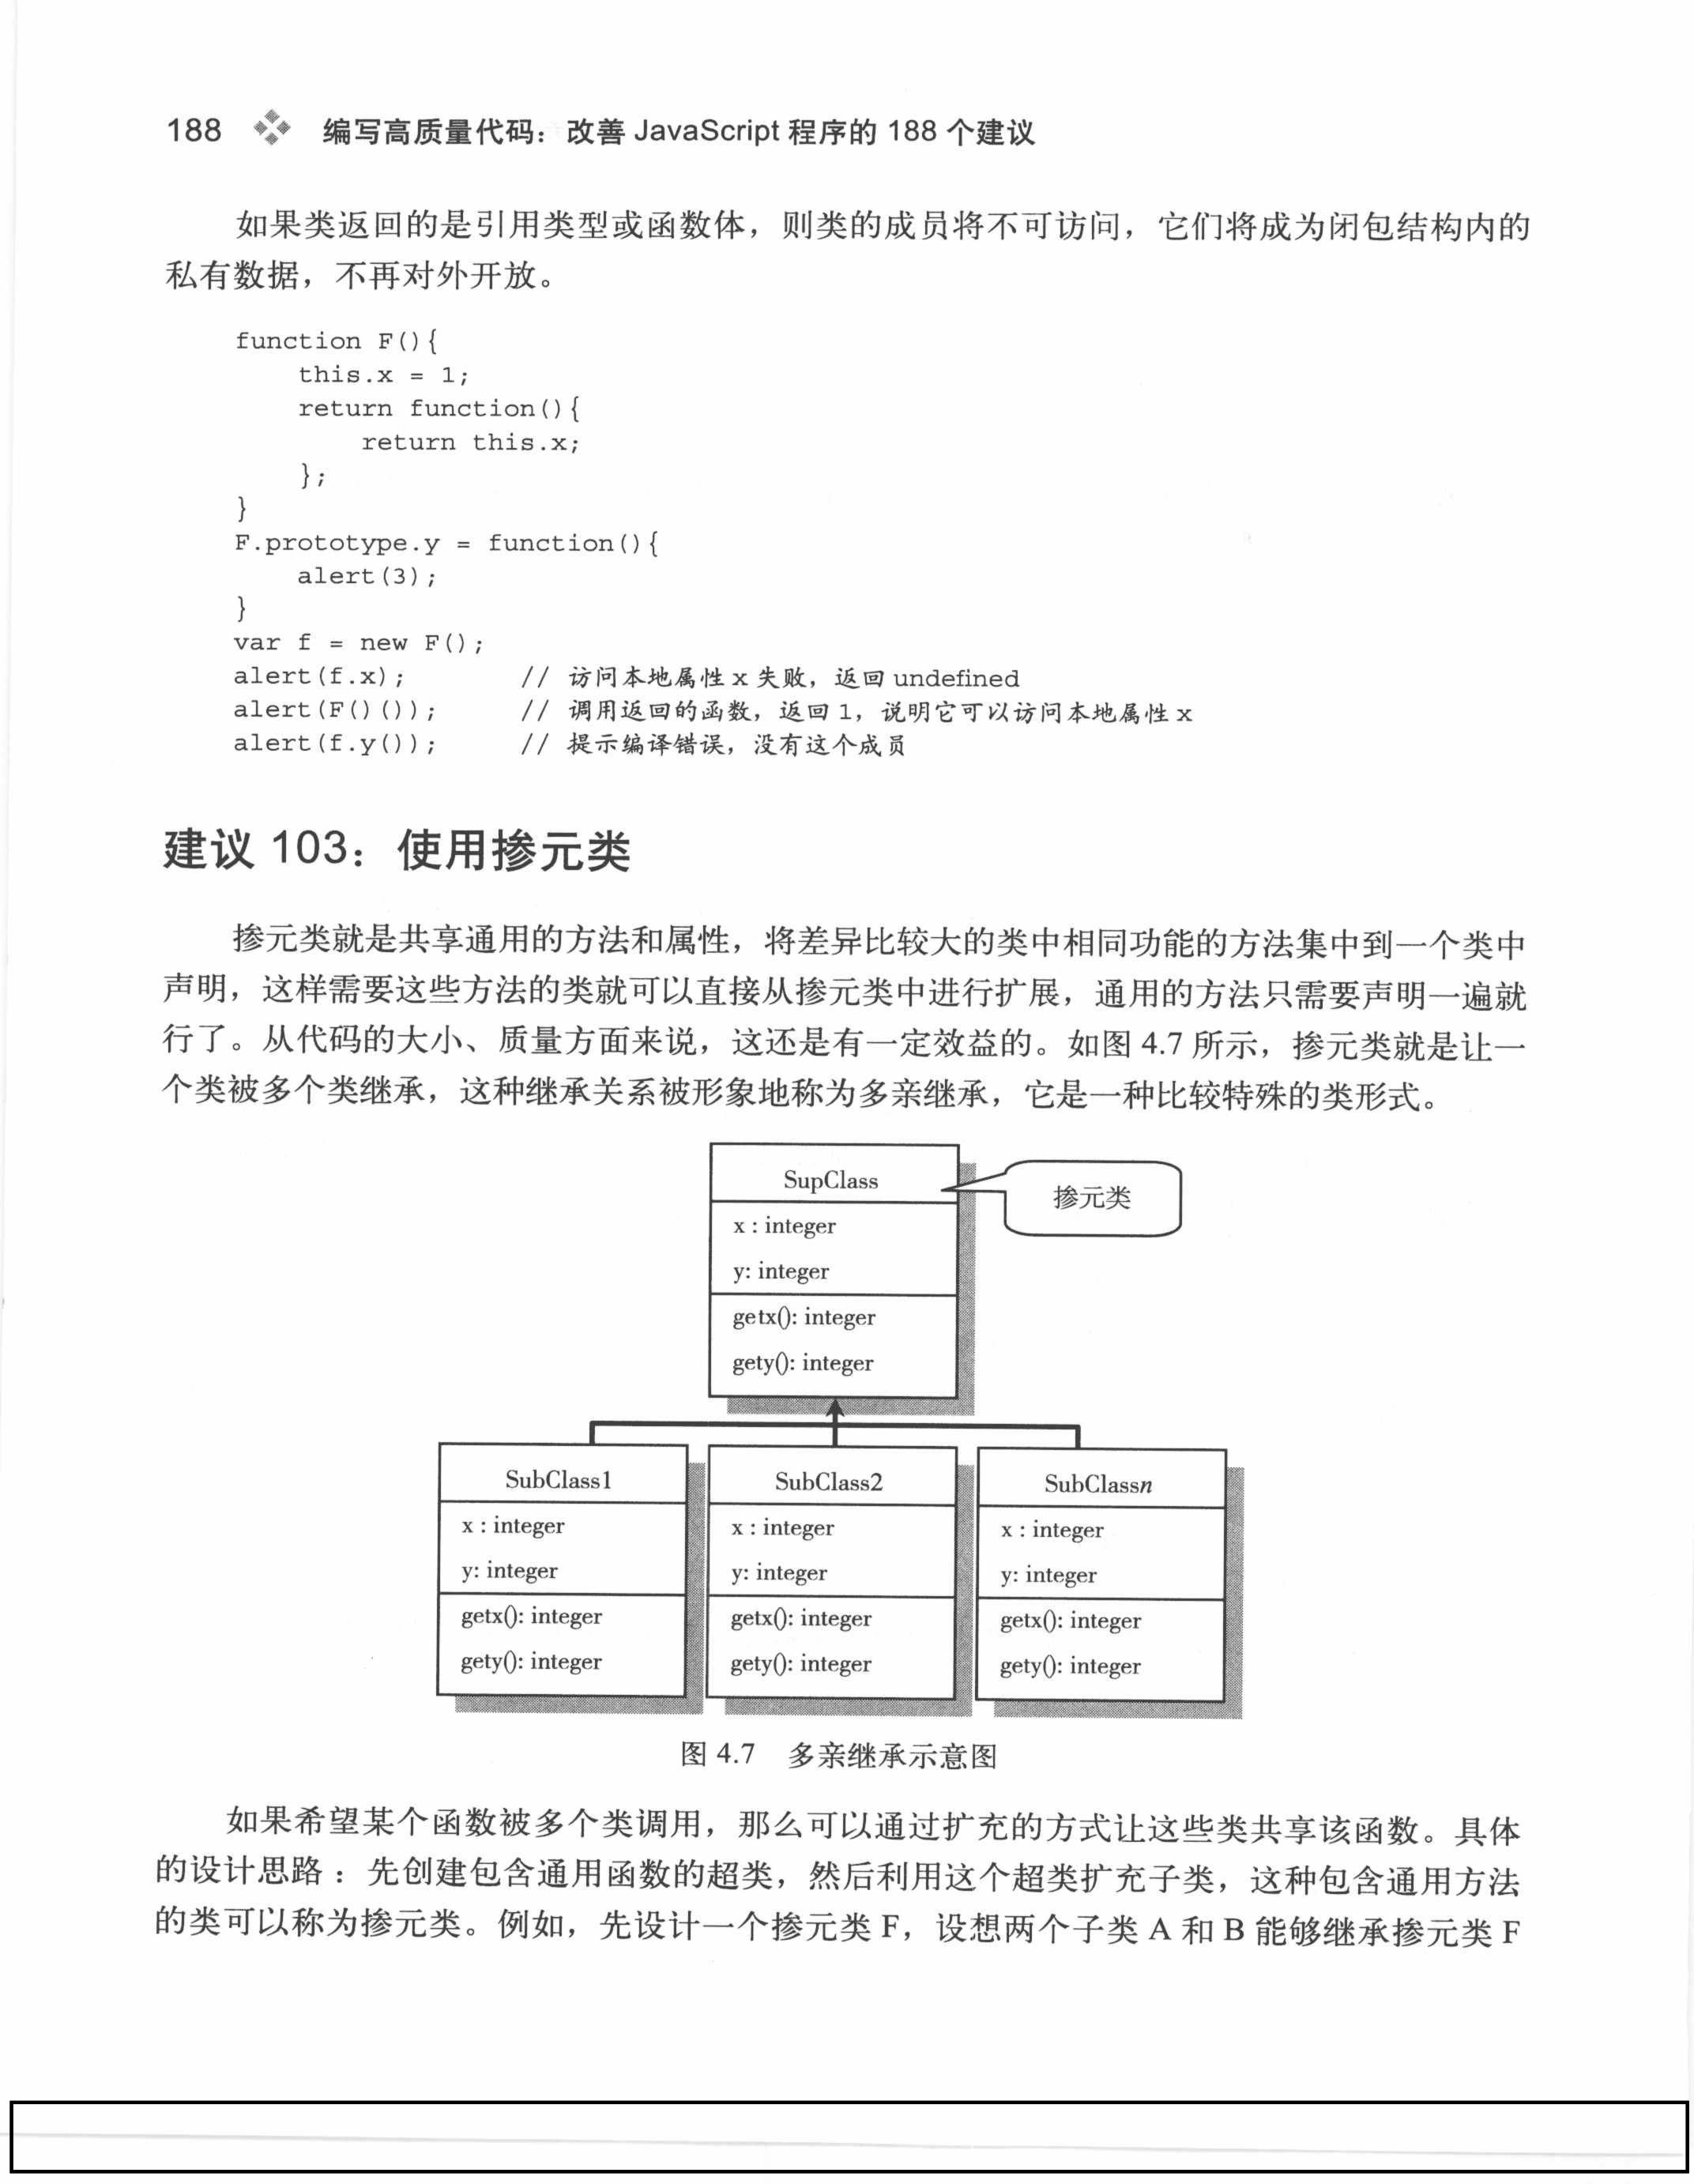 188 编写高质量代码：改善 JavaScript 程序的 188 个建议
如果类返回的是引用类型或函数体，则类的成员将不可访问，它们将成为闭包结构内的
私有数据，不再对外开放。
function F(){
    this.x = 1;
    return function(){
        return this.x;
    };
}
F.prototype.y = function(){
    alert(3);
}
var f = new F();
alert(f.x);      // 访问本地属性 x 失败，返回 undefined
alert(F()());    // 调用返回的函数，返回 1，说明它可以访问本地属性 x
alert(f.y());    // 提示编译错误，没有这个成员
建议 103：使用掺元类
掺元类就是共享通用的方法和属性，将差异比较大的类中相同功能的方法集中到一个类中
声明，这样需要这些方法的类就可以直接从掺元类中进行扩展，通用的方法只需要声明一遍就
行了。从代码的大小、质量方面来说，这还是有一定效益的。如图 4.7 所示，掺元类就是让一
个类被多个类继承，这种继承关系被形象地称为多亲继承，它是一种比较特殊的类形式。
SupClass
掺元类
x : integer
y: integer
getx(): integer
gety(): integer
SubClass1
x : integer
y: integer
getx(): integer
gety(): integer
SubClass2
x : integer
y: integer
getx(): integer
gety(): integer
SubClassn
x : integer
y: integer
getx(): integer
gety(): integer
图 4.7 多亲继承示意图
如果希望某个函数被多个类调用，那么可以通过扩充的方式让这些类共享该函数。具体
的设计思路：先创建包含通用函数的超类，然后利用这个超类扩充子类，这种包含通用方法
的类可以称为掺元类。例如，先设计一个掺元类 F，设想两个子类 A 和 B 能够继承掺元类 F